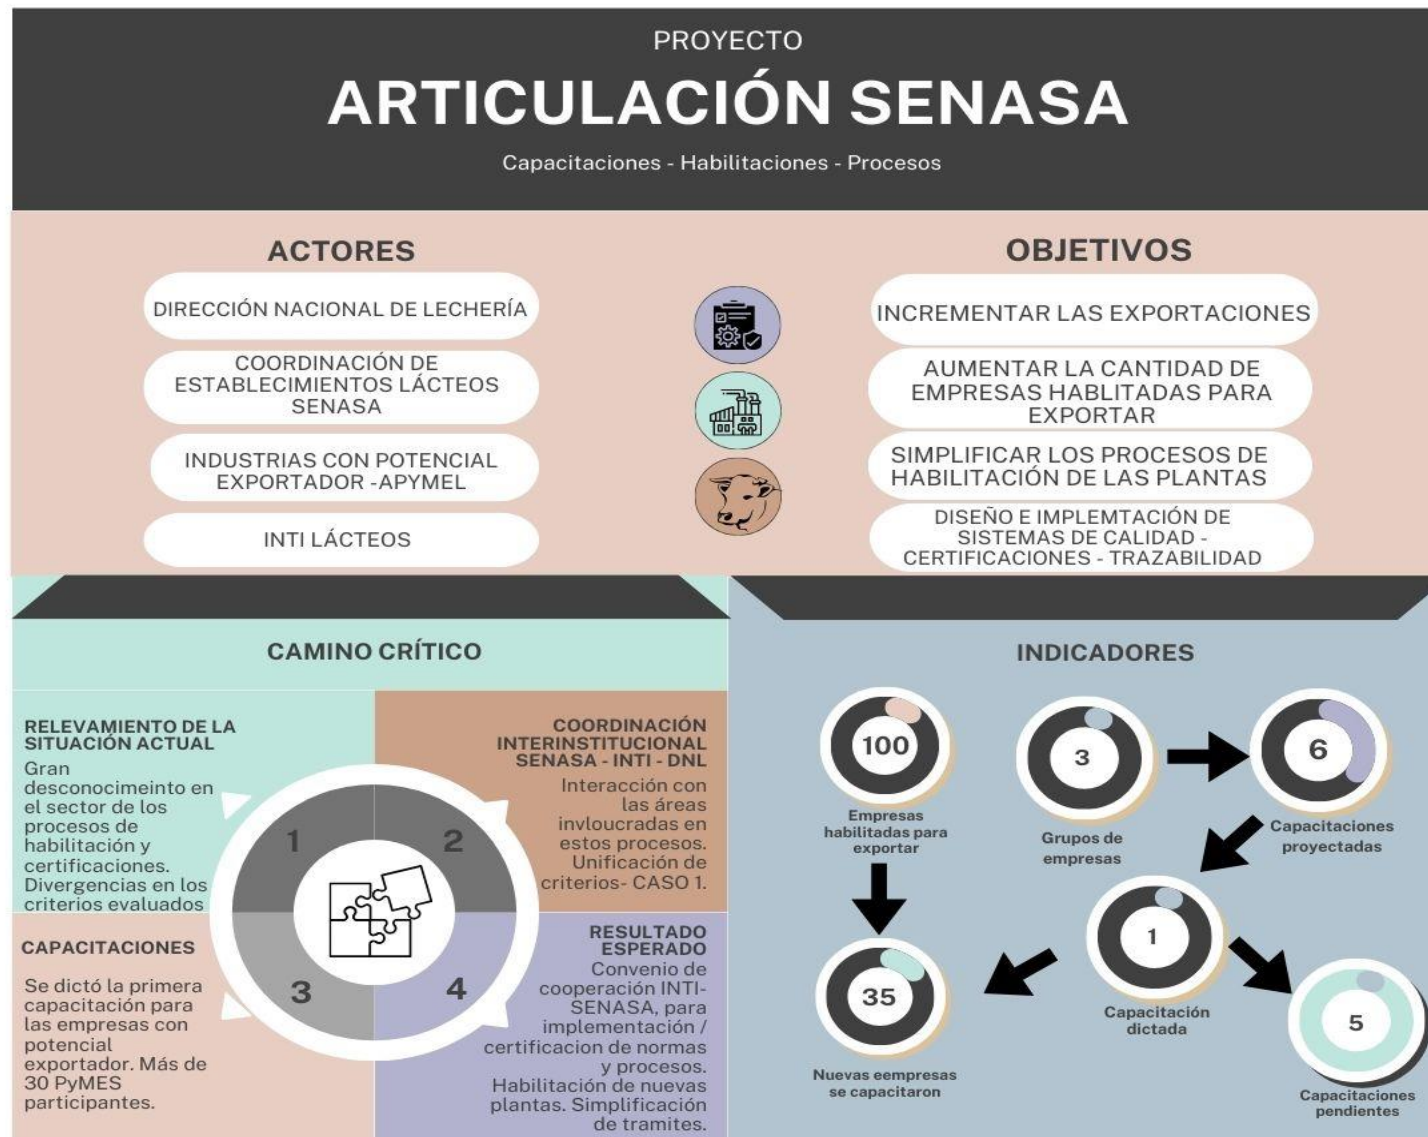 PROYECTO
ARTICULACIÓN SENASA
Capacitaciones - Habilitaciones - Procesos
ACTORES
DIRECCIÓN NACIONAL DE LECHERÍA
COORDINACIÓN DE
ESTABLECIMIENTOS LÁCTEOS
SENASA
INDUSTRIAS CON POTENCIAL
EXPORTADOR -APYMEL
INTI LÁCTEOS
OBJETIVOS
INCREMENTAR LAS EXPORTACIONES
AUMENTAR LA CANTIDAD DE
EMPRESAS HABLITADAS PARA
EXPORTAR
SIMPLIFICAR LOS PROCESOS DE
HABILITACIÓN DE LAS PLANTAS
DISEÑO E IMPLEMTACIÓN DE
SISTEMAS DE CALIDAD -
CERTIFICACIONES - TRAZABILIDAD
CAMINO CRÍTICO
RELEVAMIENTO DE LA
SITUACIÓN ACTUAL
Gran
desconocimeinto en
el sector de los
procesos de
habilitación y
certificaciones.
Divergencias en los
criterios evaluados
1
COORDINACIÓN
INTERINSTITUCIONAL
SENASA - INTI - DNL
Interacción con
las áreas
invloucradas en
estos procesos.
Unificación de
criterios- CASO 1.
2
CAPACITACIONES
Se dictó la primera
capacitación para
las empresas con
potencial
exportador. Más de
30 PyMES
participantes.
3
RESULTADO
ESPERADO
Convenio de
cooperación INTI-
SENASA, para
implementación /
certificacion de normas
y procesos.
Habilitación de nuevas
plantas. Simplificación
de tramites.
4
INDICADORES
100
Empresas
habilitadas para
exportar
3
Grupos de
empresas
6
Capacitaciones
proyectadas
1
Capacitación
dictada
35
Nuevas eempresas
se capacitaron
5
Capacitaciones
pendientes